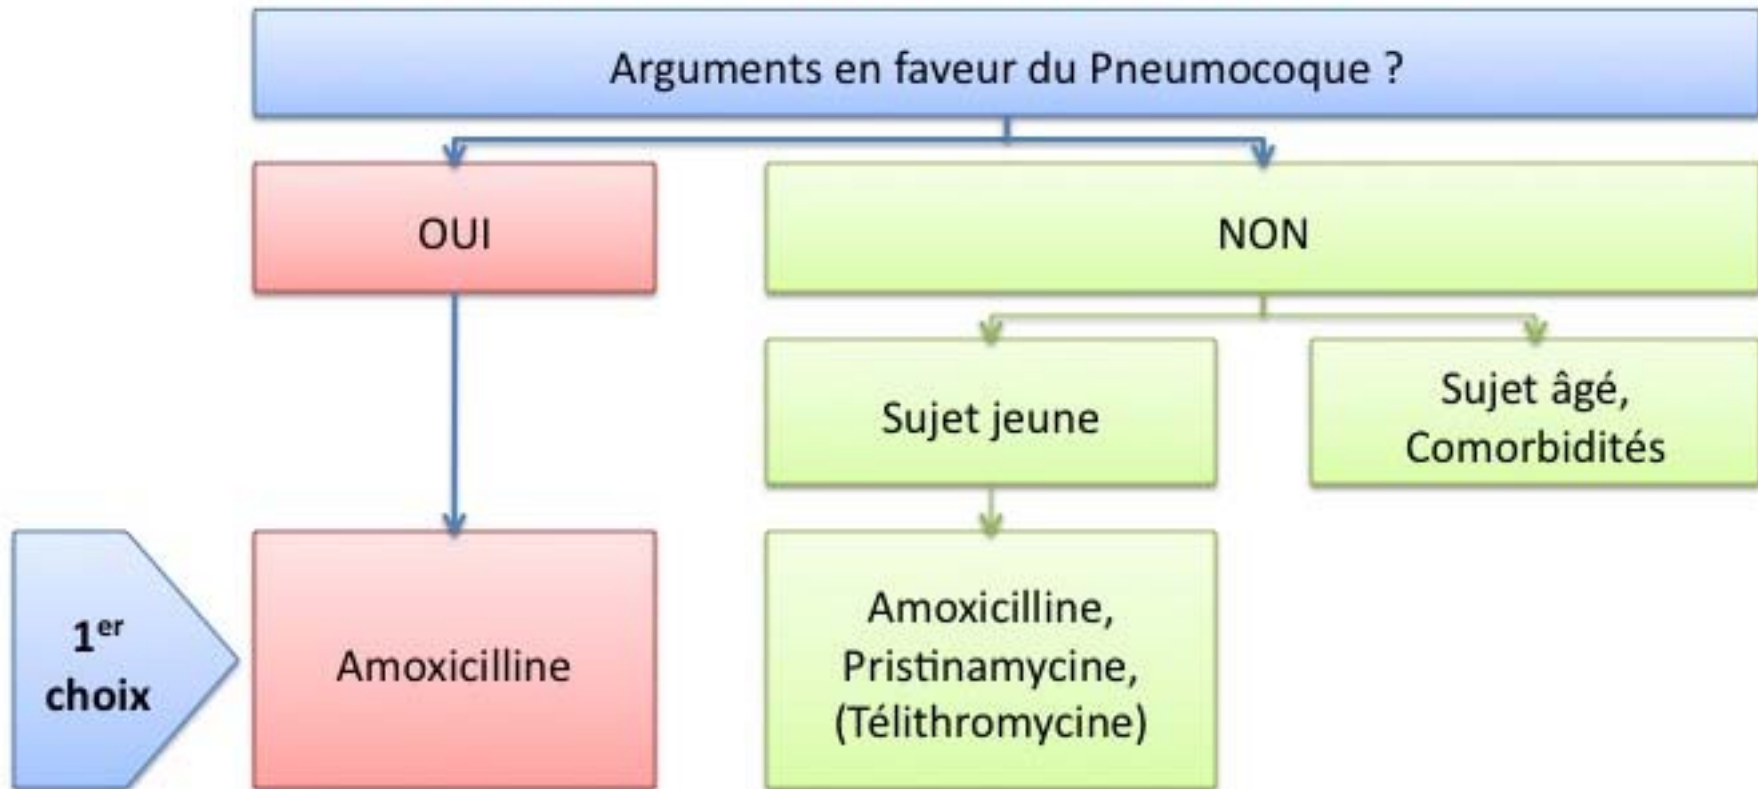 Arguments en faveur du Pneumocoque ?
OUI
NON
Sujet jeune
Sujet âgé,
Comorbidités
1er
choix
Amoxicilline
Amoxicilline,
Pristinamycine,
(Télithromycine)